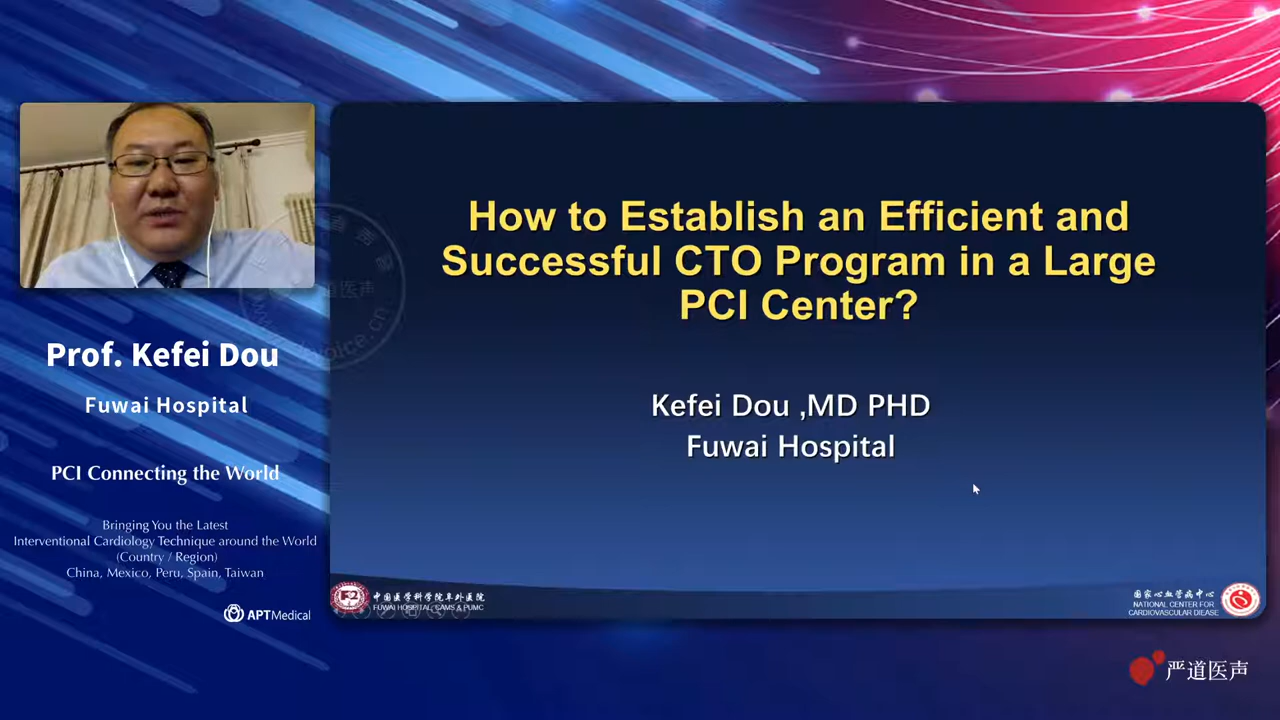 Prof. Kefei Dou
Fuwai Hospital
PCI Connecting the World
Bringing You the Latest
Interventional Cardiology Technique around the World
(Country / Region)
China, Mexico, Peru, Spain, Taiwan
APTMedical
How to Establish an Efficient and
Successful CTO Program in a Large
PCI Center?
Kefei Dou ,MD PHD
Fuwai Hospital
中国医学科学院阜外医院
FUWAI HOSPITAL, CAMS & PUMC
国家心血管病中心
NATIONAL CENTER FOR
CARDIOVASCULAR DIEASE
严道医声